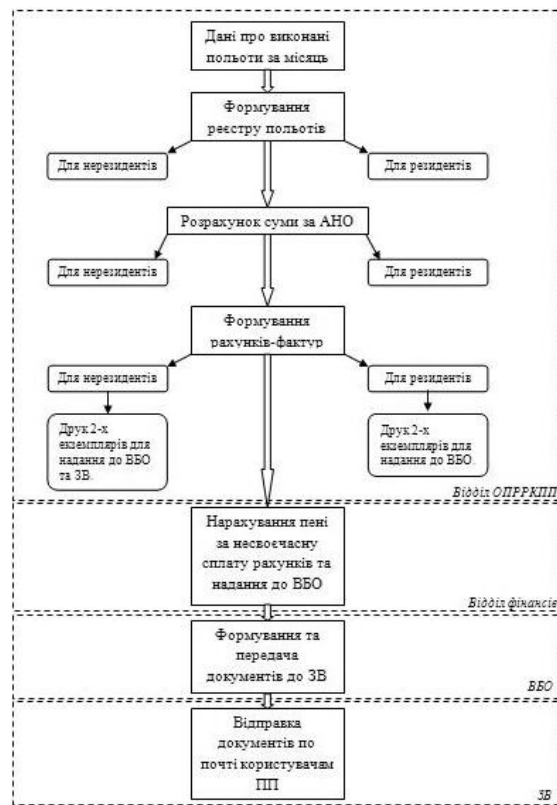 Дані про виконані
польоти за місяць
Формування
реєстру польотів
Для нерезидентів
Для резидентів
Розрахунок суми за АНО
Для нерезидентів
Для резидентів
Формування
рахунків-фактур
Для нерезидентів
Для резидентів
Друк 2-х
екземплярів для
надання до ВБО
та ЗВ.
Друк 2-х
екземплярів для
надання до ВБО.
Відділ ОПРРКПП
Нарахування пені
за несвоєчасну
сплату рахунків та
надання до ВБО
Відділ фінансів
Формування та
передача
документів до ЗВ
ВБО
Відправка
документів по
почті користувачам
ПП
ЗВ